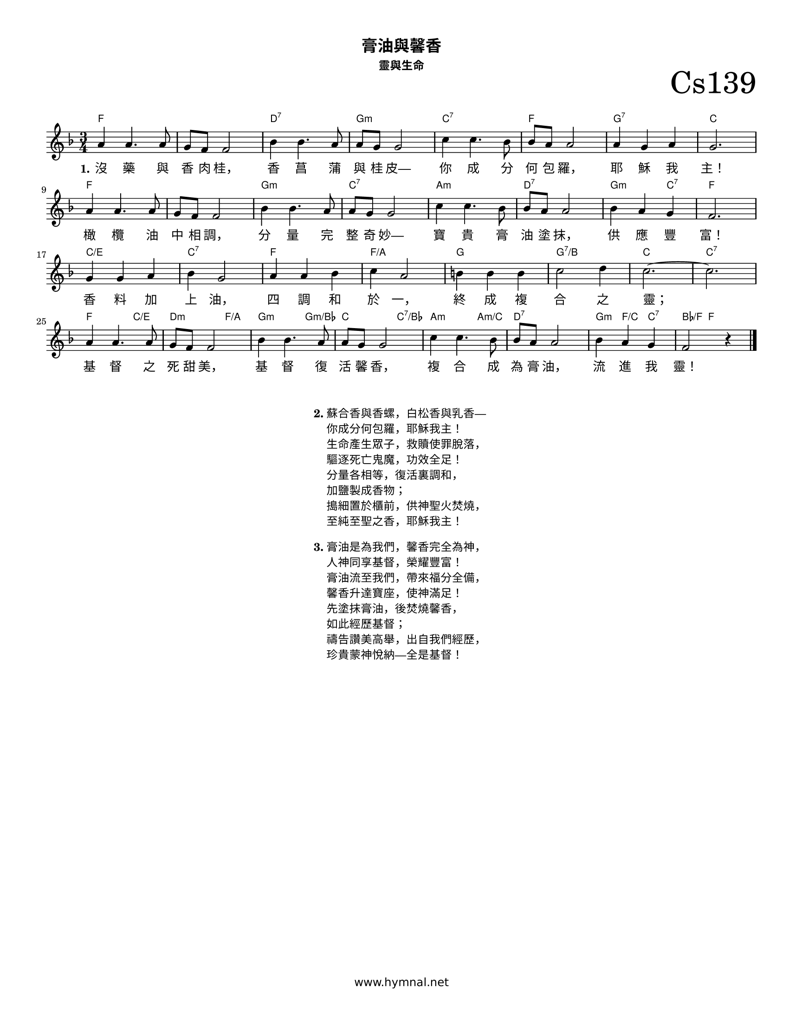 膏油與馨香
靈與生命
Cs139
F D7 Gm C7 F G7 C
1. 沒 藥 與 香 肉 桂， 香 菖 蒲 與 桂 皮— 你 成 分 何 包 羅， 耶 穌 我 主！
9 F Gm C7 Am D7 Gm C7 F
橄 欖 油 中 相 調， 分 量 完 整 奇 妙— 寶 貴 膏 油 塗 抹， 供 應 豐 富！
17 C/E C7 F F/A G G7/B C C7
香 料 加 上 油， 四 調 和 於 一， 終 成 複 合 之 靈；
25 F C/E Dm F/A Gm Gm/B♭ C C7/B♭ Am Am/C D7 Gm F/C C7 B♭/F F
基 督 之 死 甜 美， 基 督 復 活 馨 香， 複 合 成 為 膏 油， 流 進 我 靈！
2. 蘇合香與香螺，白松香與乳香—
你成分何包羅，耶穌我主！
生命產生眾子，救贖使罪脫落，
驅逐死亡鬼魔，功效全足！
分量各相等，復活裏調和，
加鹽製成香物；
搗細置於櫃前，供神聖火焚燒，
至純至聖之香，耶穌我主！
3. 膏油是為我們，馨香完全為神，
人神同享基督，榮耀豐富！
膏油流至我們，帶來福分全備，
馨香升達寶座，使神滿足！
先塗抹膏油，後焚燒馨香，
如此經歷基督；
禱告讚美高舉，出自我們經歷，
珍貴蒙神悅納—全是基督！
www.hymnal.net